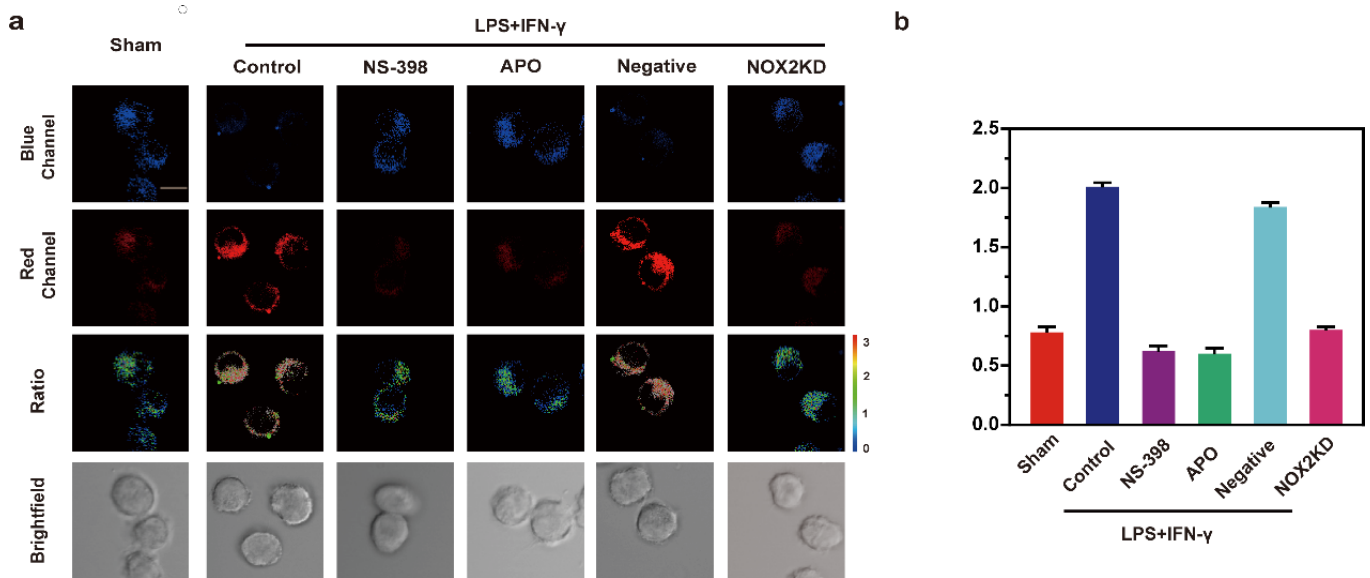 a
b
LPS+IFN-γ
Sham
Control
NS-398
APO
Negative
NOX2KD
Blue
Channel
Red
Channel
Ratio
Brightfield
3
2
1
0
2.5
2.0
1.5
1.0
0.5
0.0
Sham
Control
NS-398
APO
Negative
NOX2KD
LPS+IFN-γ